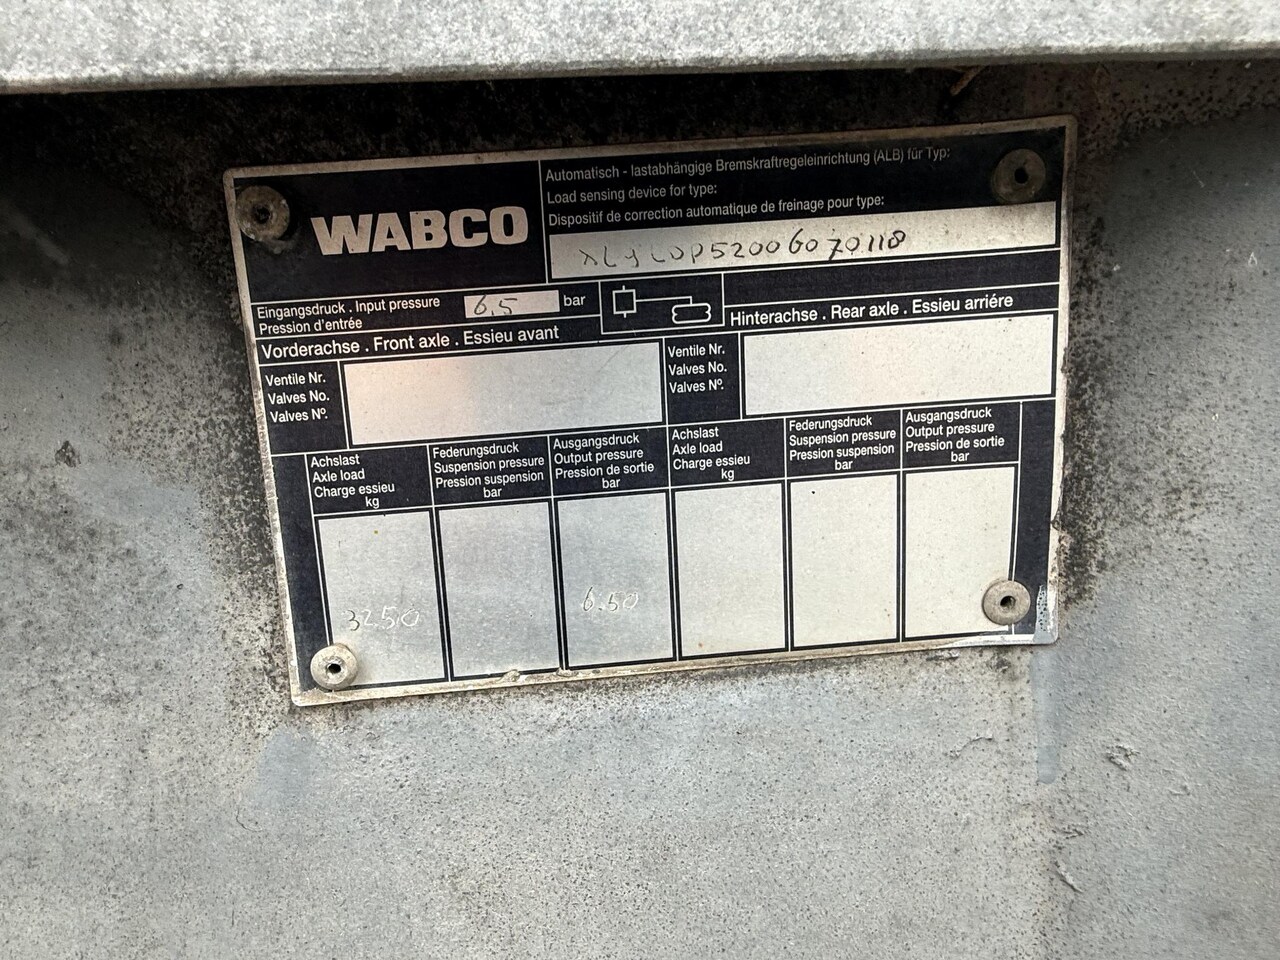 WABCO
Automatisch - lastabhängige Bremskraftregeleinrichtung (ALB) für Typ:
Load sensing device for type:
Dispositif de correction automatique de freinage pour type:
Eingangsdruck . Input pressure
Pression d'entrée
6.5 bar
Vorderachse . Front axle . Essieu avant
Hinterachse . Rear axle . Essieu arriére
Ventile Nr.
Valves No.
Valves Nº.
Ventile Nr.
Valves No.
Valves Nº.
Achslast
Axle load
Charge essieu
kg
Federungsdruck
Suspension pressure
Pression suspension
bar
Ausgangsdruck
Output pressure
Pression de sortie
bar
Achslast
Axle load
Charge essieu
kg
Federungsdruck
Suspension pressure
Pression suspension
bar
Ausgangsdruck
Output pressure
Pression de sortie
bar
3250
6.50